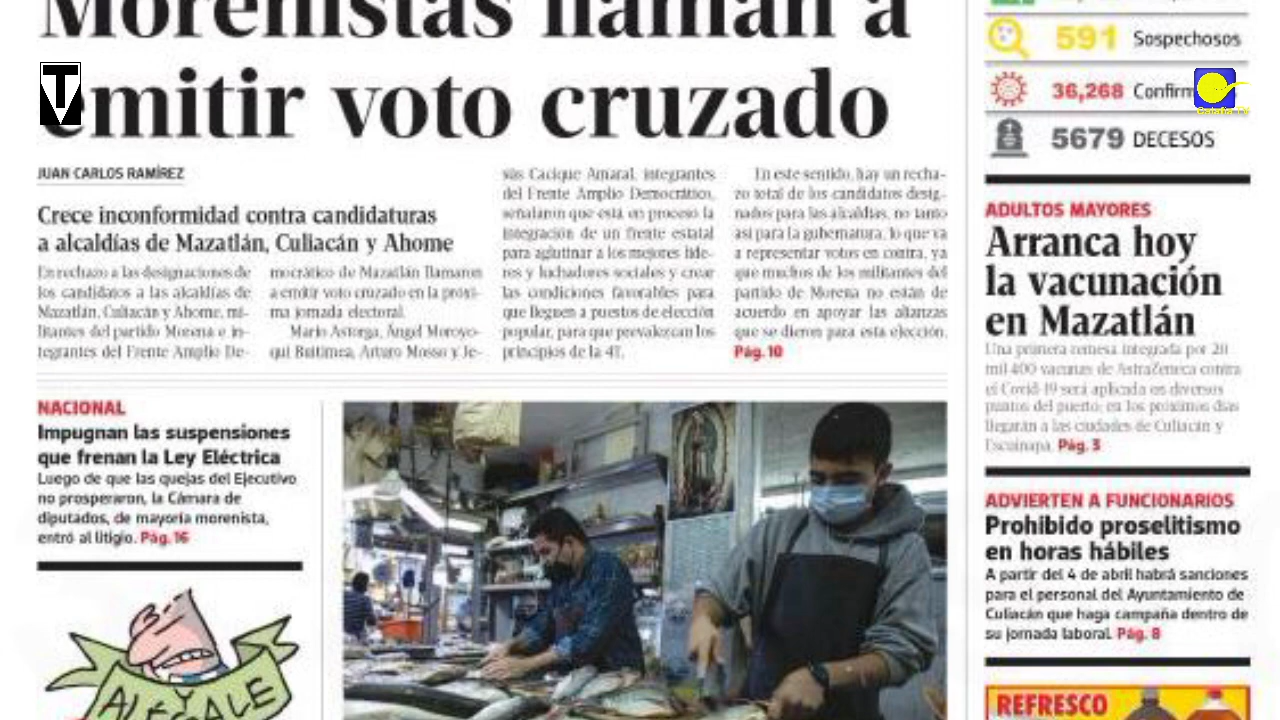 Morenistas llaman a
emitir voto cruzado
JUAN CARLOS RAMÍREZ
Crece inconformidad contra candidaturas
a alcaldías de Mazatlán, Culiacán y Ahome
En rechazo a las designaciones de
los candidatos a las alcaldías de
Mazatlán, Culiacán y Ahome, mi-
litantes del partido Morena e in-
tegrantes del Frente Amplio De-
mocrático de Mazatlán llamaron
a emitir voto cruzado en la próxi-
ma jornada electoral.
Mario Astorga, Ángel Moroyo-
qui Buitimea, Arturo Mosso y Je-
sús Cacique Amaral, integrantes
del Frente Amplio Democrático,
señalaron que está en proceso la
integración de un frente estatal
para aglutinar a los mejores líde-
res y luchadores sociales y crear
las condiciones favorables para
que lleguen a puestos de elección
popular, para que prevalezcan los
principios de la 4T.
En este sentido, hay un recha-
zo total de los candidatos desig-
nados para las alcaldías, no tanto
así para la gubernatura, lo que va
a representar votos en contra, ya
que muchos de los militantes del
partido de Morena no están de
acuerdo en apoyar las alianzas
que se dieron para esta elección.
Pág. 10
NACIONAL
Impugnan las suspensiones
que frenan la Ley Eléctrica
Luego de que las quejas del Ejecutivo
no prosperaron, la Cámara de
diputados, de mayoría morenista,
entró al litigio. Pág. 16
Y
591 Sospechosos
36,268
Galaxia TV
5679 DECESOS
ADULTOS MAYORES
Arranca hoy
la vacunación
en Mazatlán
Una primera remesa integrada por 20
mil 400 vacunas de AstraZeneca contra
el Covid-19 será aplicada en diversos
puntos del puerto; en los próximos días
llegarán a las ciudades de Culiacán y
Escuinapa. Pág. 3
ADVIERTEN A FUNCIONARIOS
Prohibido proselitismo
en horas hábiles
A partir del 4 de abril habrá sanciones
para el personal del Ayuntamiento de
Culiacán que haga campaña dentro de
su jornada laboral. Pág. 8
REFRESCO